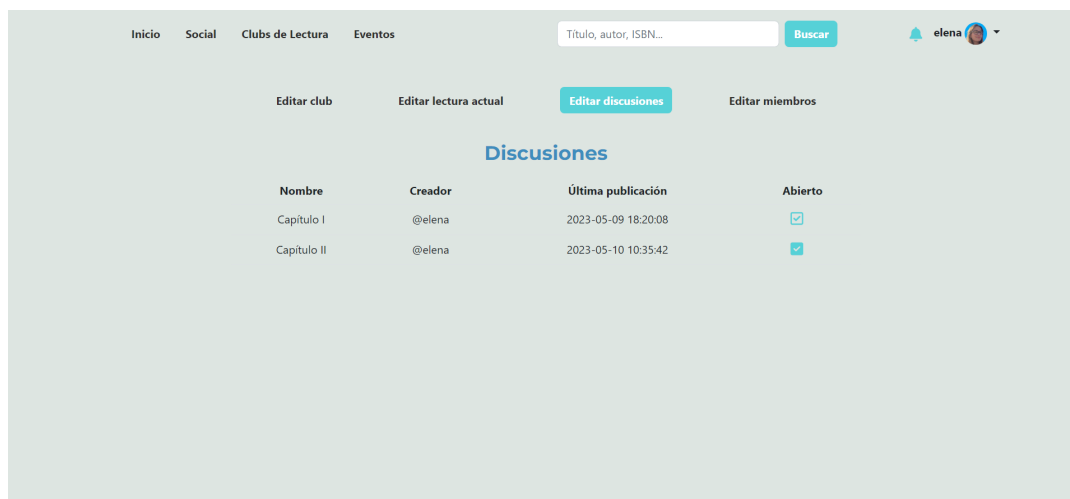 Inicio Social Clubs de Lectura Eventos Título, autor, ISBN... Buscar elena
Editar club Editar lectura actual Editar discusiones Editar miembros
Discusiones
Nombre Creador Última publicación Abierto
Capítulo I @elena 2023-05-09 18:20:08
Capítulo II @elena 2023-05-10 10:35:42